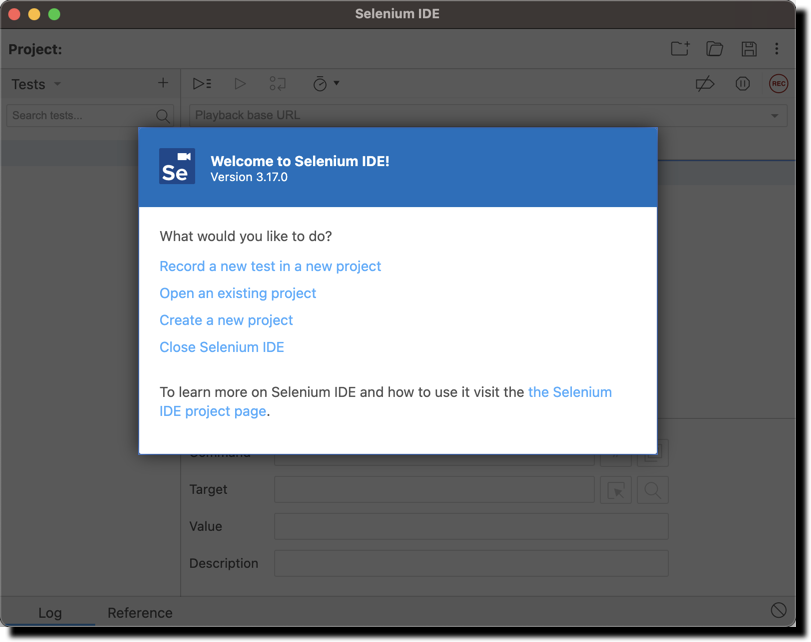 Selenium IDE
Project:
Tests
REC
Search tests...
Playback base URL
Se
Welcome to Selenium IDE!
Version 3.17.0
What would you like to do?
Record a new test in a new project
Open an existing project
Create a new project
Close Selenium IDE
To learn more on Selenium IDE and how to use it visit the the Selenium
IDE project page.
Command
Target
Value
Description
Log
Reference